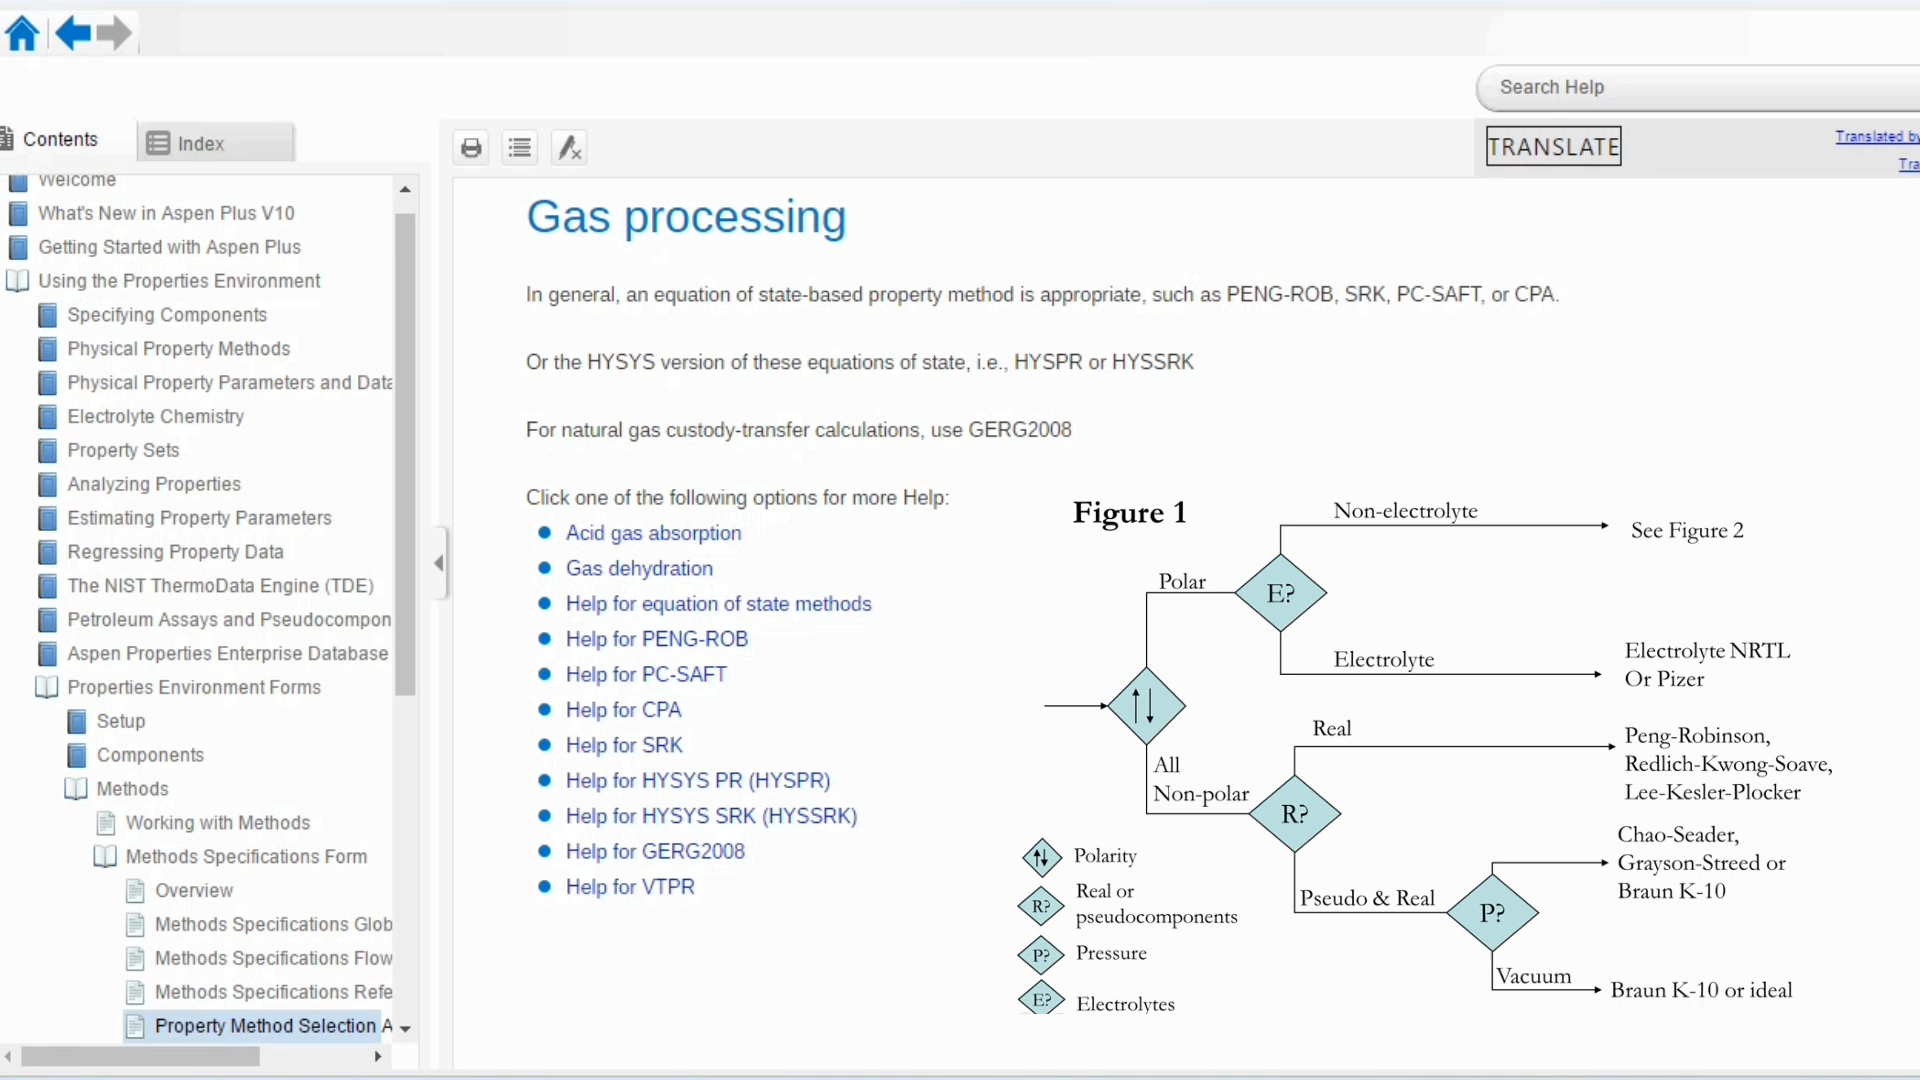 Search Help
Contents
Index
TRANSLATE
Translated by
Tra
Welcome
What's New in Aspen Plus V10
Getting Started with Aspen Plus
Using the Properties Environment
Specifying Components
Physical Property Methods
Physical Property Parameters and Data
Electrolyte Chemistry
Property Sets
Analyzing Properties
Estimating Property Parameters
Regressing Property Data
The NIST ThermoData Engine (TDE)
Petroleum Assays and Pseudocompon
Aspen Properties Enterprise Database
Properties Environment Forms
Setup
Components
Methods
Working with Methods
Methods Specifications Form
Overview
Methods Specifications Glob
Methods Specifications Flow
Methods Specifications Refe
Property Method Selection A
Gas processing
In general, an equation of state-based property method is appropriate, such as PENG-ROB, SRK, PC-SAFT, or CPA.
Or the HYSYS version of these equations of state, i.e., HYSPR or HYSSRK
For natural gas custody-transfer calculations, use GERG2008
Click one of the following options for more Help:
Acid gas absorption
Gas dehydration
Help for equation of state methods
Help for PENG-ROB
Help for PC-SAFT
Help for CPA
Help for SRK
Help for HYSYS PR (HYSPR)
Help for HYSYS SRK (HYSSRK)
Help for GERG2008
Help for VTPR
Figure 1
Non-electrolyte
See Figure 2
Polar
E?
Electrolyte
Electrolyte NRTL
Or Pizer
Real
Peng-Robinson,
Redlich-Kwong-Soave,
Lee-Kesler-Plocker
All
Non-polar
R?
Chao-Seader,
Grayson-Streed or
Braun K-10
Pseudo & Real
P?
Vacuum
Braun K-10 or ideal
Polarity
R?
Real or
pseudocomponents
P?
Pressure
E?
Electrolytes